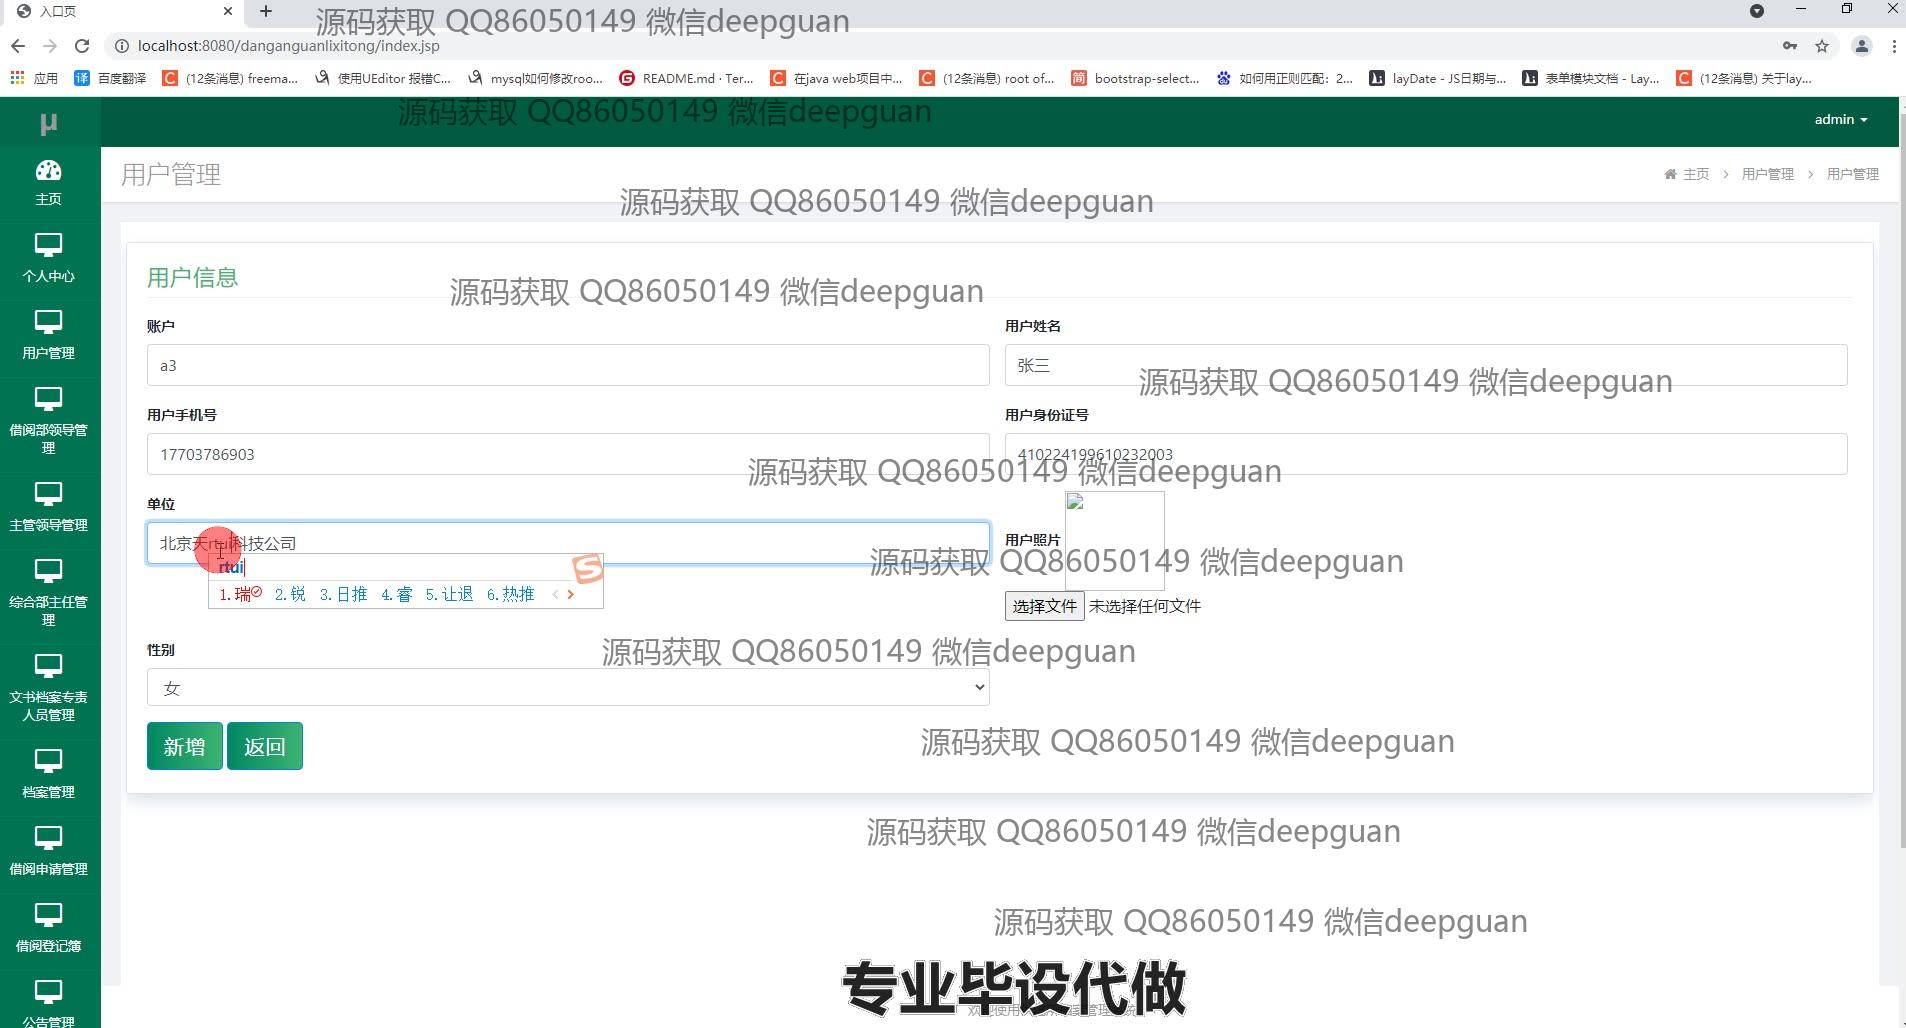 入口页
源码获取 QQ86050149 微信deepguan
localhost:8080/danganguanlixitong/index.jsp
应用
百度翻译
(12条消息) freema...
使用UEditor 报错C...
mysql如何修改roo...
README.md · Ter...
在java web项目中...
(12条消息) root of...
bootstrap-select...
如何用正则匹配：2...
layDate - JS日期与...
表单模块文档 - Lay...
(12条消息) 关于lay...
源码获取 QQ86050149 微信deepguan
μ
admin
主页
个人中心
用户管理
借阅部领导管
理
主管领导管理
综合部主任管
理
文书档案专责
人员管理
档案管理
借阅申请管理
借阅登记簿
公告管理
用户管理
主页 > 用户管理 > 用户管理
源码获取 QQ86050149 微信deepguan
用户信息
源码获取 QQ86050149 微信deepguan
账户
a3
用户姓名
张三
源码获取 QQ86050149 微信deepguan
用户手机号
17703786903
用户身份证号
410224199610232003
源码获取 QQ86050149 微信deepguan
单位
北京天rtui科技公司
rtui
1.瑞 2.锐 3.日推 4.睿 5.让退 6.热推
用户照片
源码获取 QQ86050149 微信deepguan
选择文件 未选择任何文件
性别
源码获取 QQ86050149 微信deepguan
女
新增 返回
源码获取 QQ86050149 微信deepguan
源码获取 QQ86050149 微信deepguan
源码获取 QQ86050149 微信deepguan
专业毕设代做